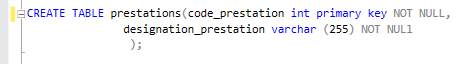 CREATE TABLE prestations(code_prestation int primary key NOT NULL,
designation_prestation varchar (255) NOT NULl
);